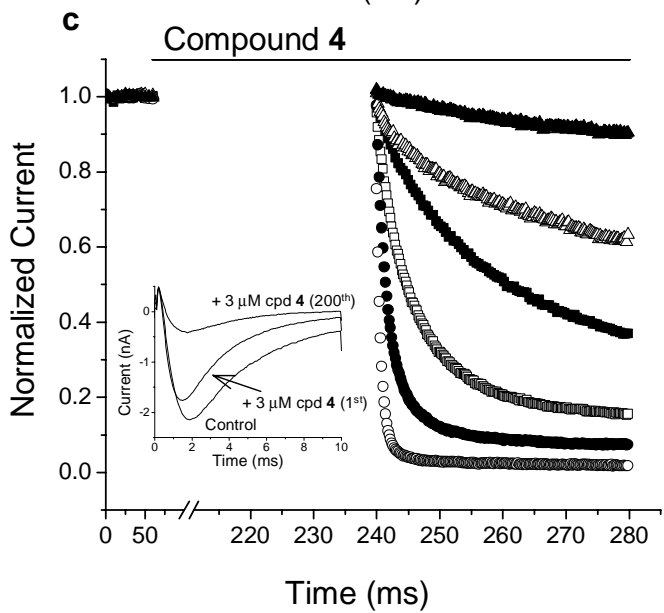 c
Compound 4
Normalized Current
1.0
0.8
0.6
0.4
0.2
0.0
+ 3 μM cpd 4 (200th)
+ 3 μM cpd 4 (1st)
Control
Current (nA)
0
-1
-2
0 2 4 6 8 10
Time (ms)
0 50 220 230 240 250 260 270 280
Time (ms)